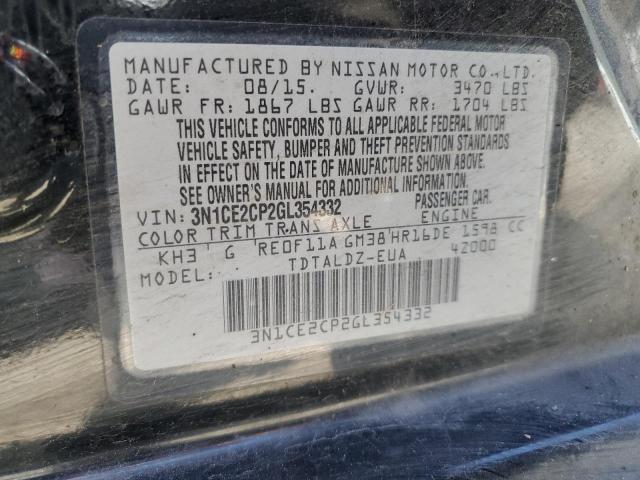 MANUFACTURED BY NISSAN MOTOR CO.,LTD.
DATE: 08/15. GVWR: 3470 LBS
GAWR FR: 1867 LBS GAWR RR: 1704 LBS
THIS VEHICLE CONFORMS TO ALL APPLICABLE FEDERAL MOTOR
VEHICLE SAFETY, BUMPER AND THEFT PREVENTION STANDARDS
IN EFFECT ON THE DATE OF MANUFACTURE SHOWN ABOVE.
SEE OWNER'S MANUAL FOR ADDITIONAL INFORMATION.
VIN: 3N1CE2CP2GL354332 PASSENGER CAR.
COLOR TRIM TRANS AXLE ENGINE
KH3 G RE0F11A GM38 HR16DE 1598 CC
MODEL: TDTALDZ-EUA 42000
3N1CE2CP2GL354332